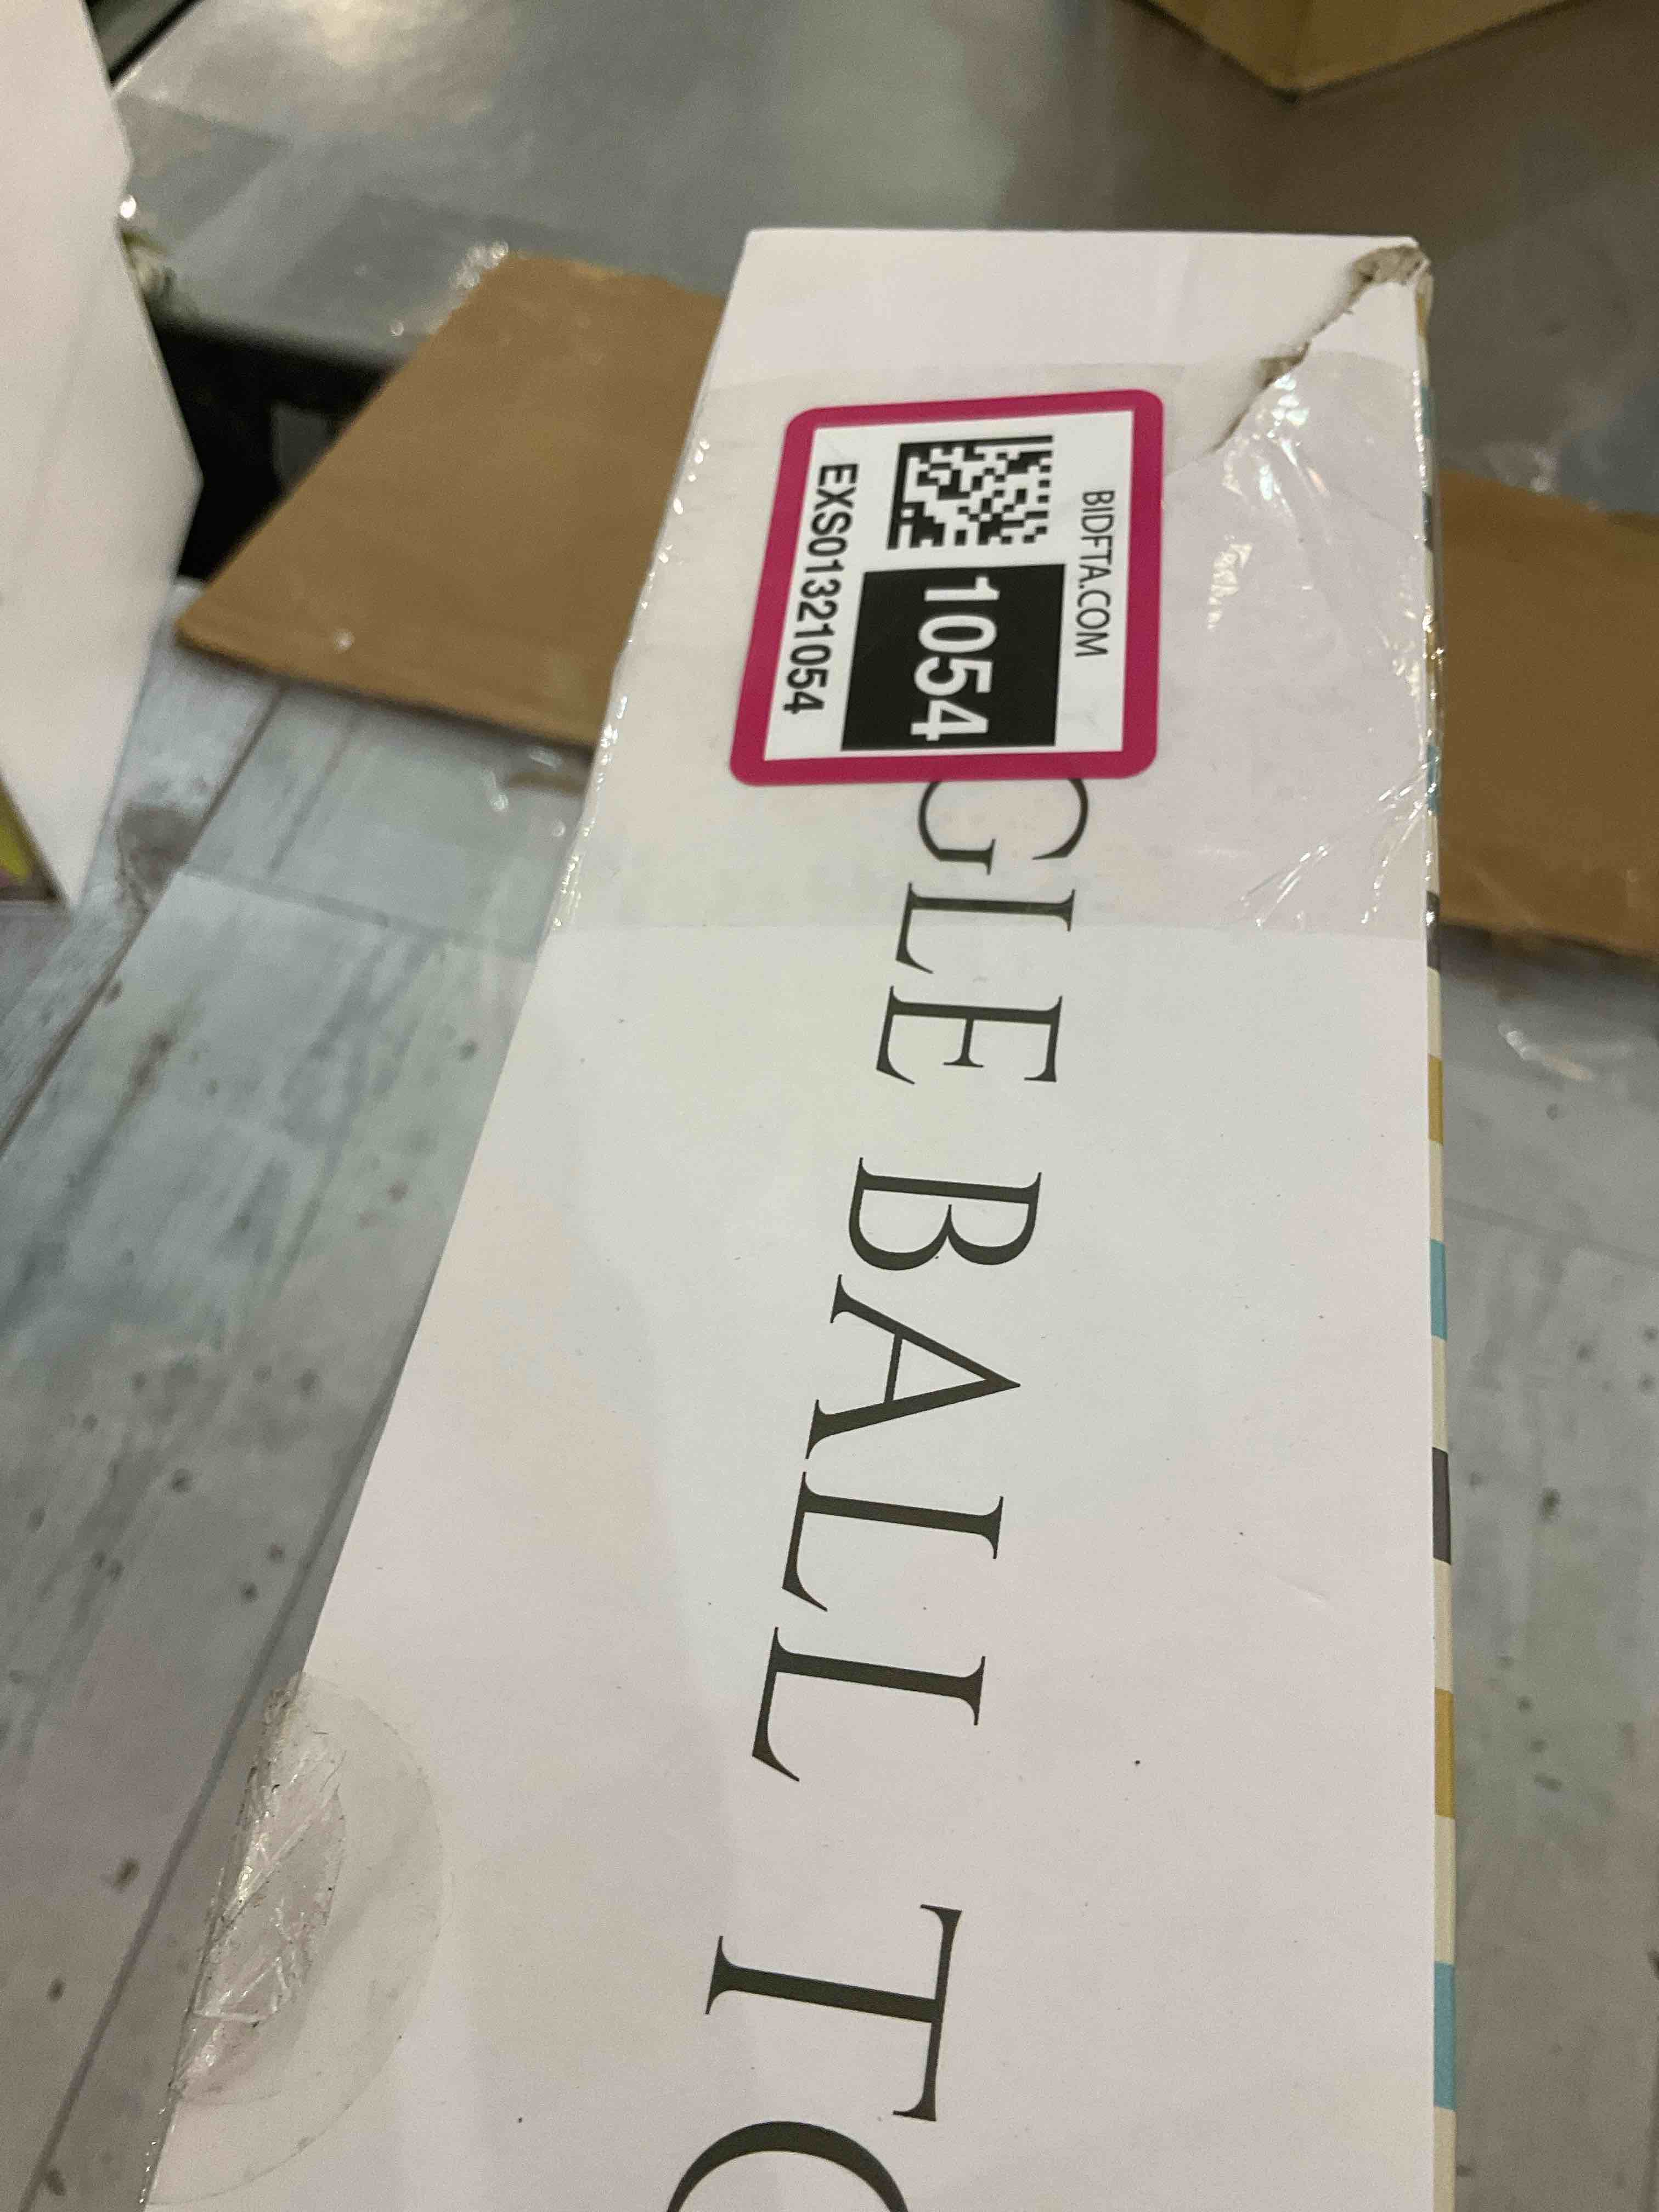 BIDFTA.COM
1054
EXS01321054
GLE BALL TO